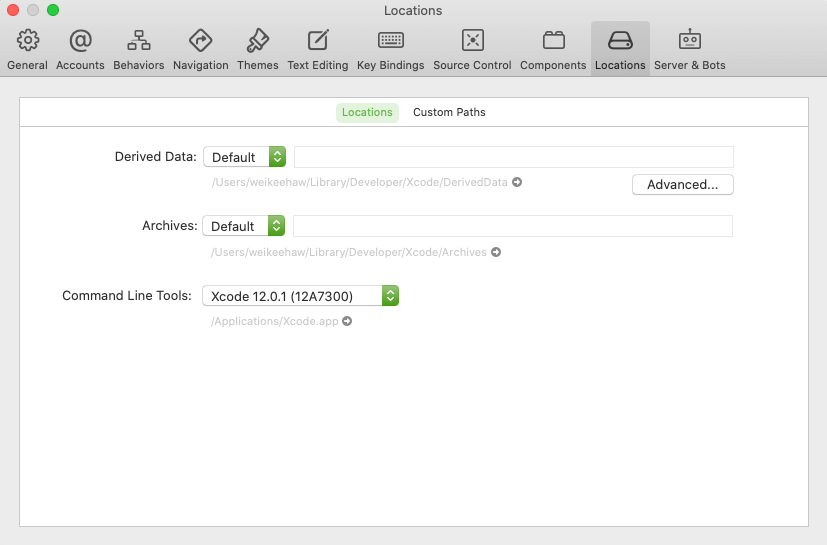 Locations
General Accounts Behaviors Navigation Themes Text Editing Key Bindings Source Control Components Locations Server & Bots
Locations Custom Paths
Derived Data: Default
/Users/weikeehaw/Library/Developer/Xcode/DerivedData
Advanced...
Archives: Default
/Users/weikeehaw/Library/Developer/Xcode/Archives
Command Line Tools: Xcode 12.0.1 (12A7300)
/Applications/Xcode.app